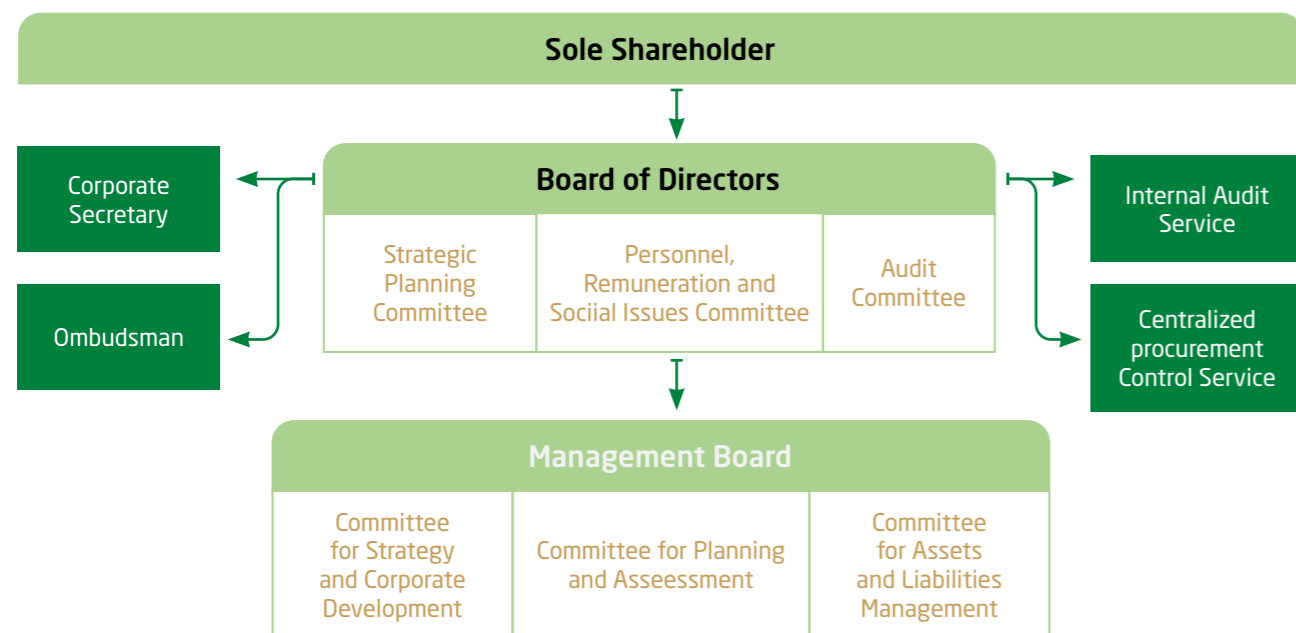 Sole Shareholder
Corporate
Secretary
Ombudsman
Board of Directors
Strategic
Planning
Committee
Personnel,
Remuneration and
Sociial Issues Committee
Audit
Committee
Internal Audit
Service
Centralized
procurement
Control Service
Management Board
Committee
for Strategy
and Corporate
Development
Committee for Planning
and Asseessment
Committee
for Assets
and Liabilities
Management